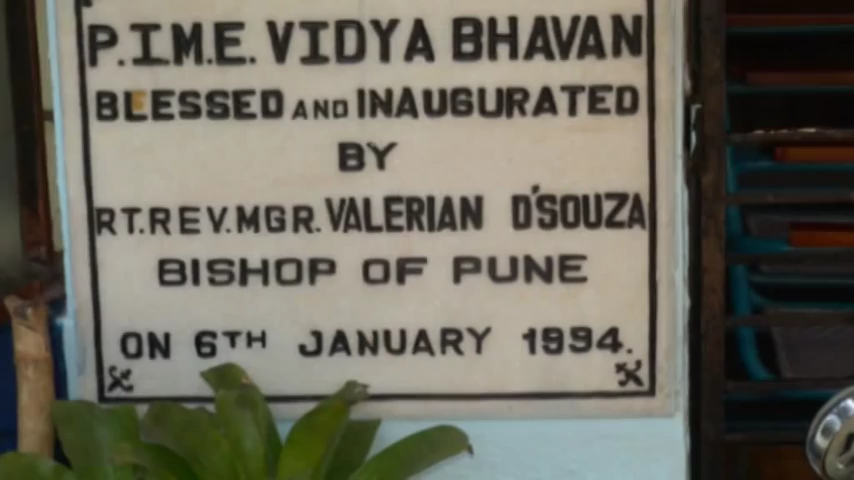 P.I.M.E. VIDYA BHAVAN
BLESSED AND INAUGURATED
BY
RT.REV.MGR. VALERIAN D'SOUZA
BISHOP OF PUNE
ON 6TH JANUARY 1994.